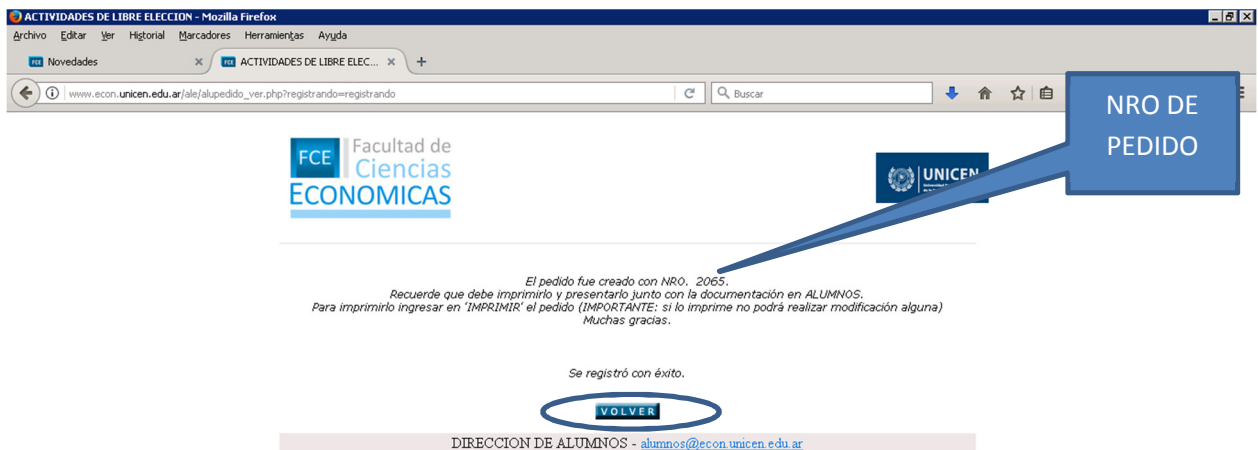 ACTIVIDADES DE LIBRE ELECCION - Mozilla Firefox
Archivo Editar Ver Historial Marcadores Herramientas Ayuda
FCE Novedades × FCE ACTIVIDADES DE LIBRE ELEC... × +
www.econ.unicen.edu.ar/ale/alupedido_ver.php?registrando=registrando Buscar
NRO DE
PEDIDO
FCE Facultad de
Ciencias
ECONOMICAS
UNICEN
El pedido fue creado con NRO. 2065.
Recuerde que debe imprimirlo y presentarlo junto con la documentación en ALUMNOS.
Para imprimirlo ingresar en 'IMPRIMIR' el pedido (IMPORTANTE: si lo imprime no podrá realizar modificación alguna)
Muchas gracias.
Se registró con éxito.
VOLVER
DIRECCION DE ALUMNOS - alumnos@econ.unicen.edu.ar